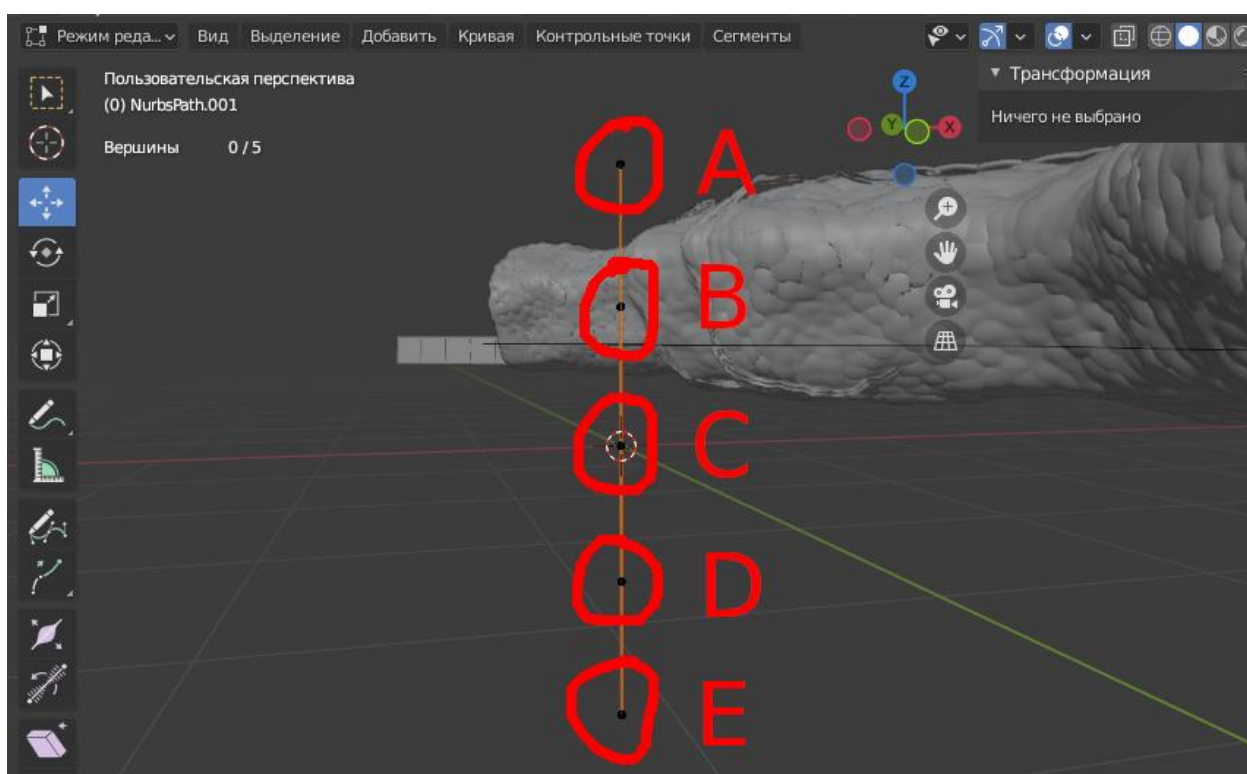 Режим реда... Вид Выделение Добавить Кривая Контрольные точки Сегменты
Пользовательская перспектива
(0) NurbsPath.001
Вершины 0 / 5
Трансформация
Ничего не выбрано
Z
Y
X
A
B
C
D
E